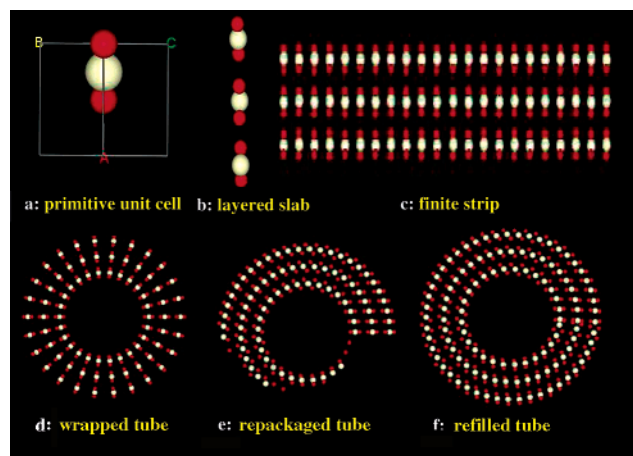 B
C
A
a: primitive unit cell
b: layered slab
c: finite strip
d: wrapped tube
e: repackaged tube
f: refilled tube